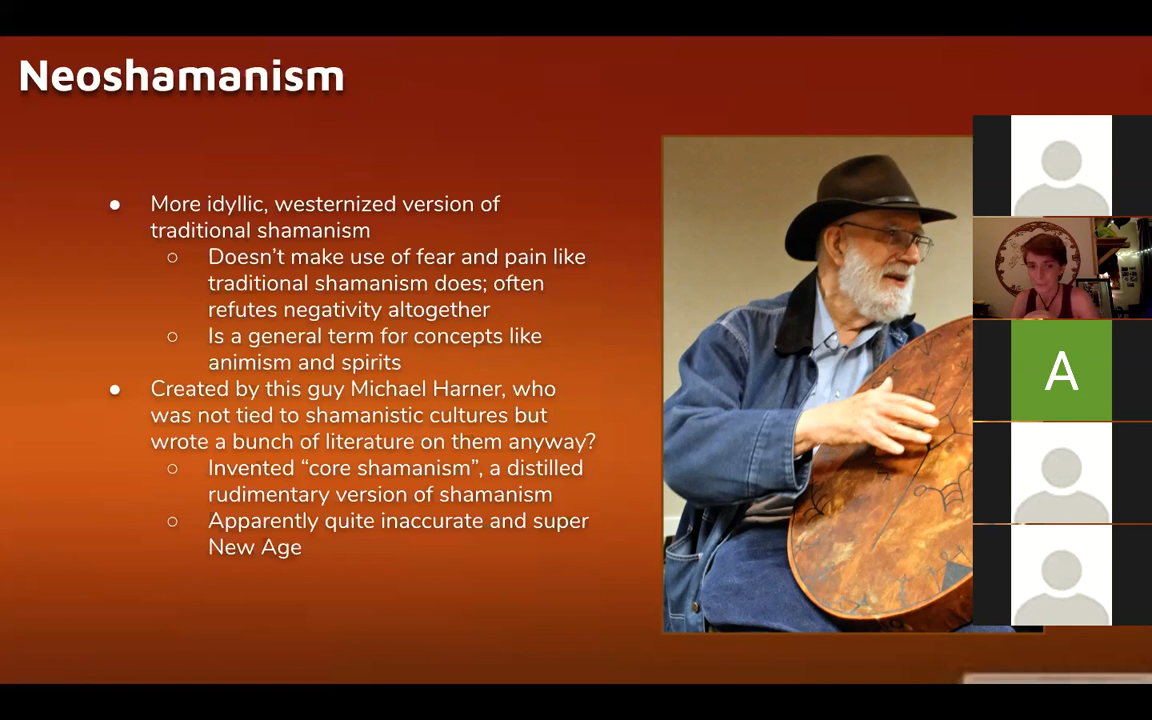 Neoshamanism
● More idyllic, westernized version of
traditional shamanism
○ Doesn’t make use of fear and pain like
traditional shamanism does; often
refutes negativity altogether
○ Is a general term for concepts like
animism and spirits
● Created by this guy Michael Harner, who
was not tied to shamanistic cultures but
wrote a bunch of literature on them anyway?
○ Invented “core shamanism”, a distilled
rudimentary version of shamanism
○ Apparently quite inaccurate and super
New Age
A